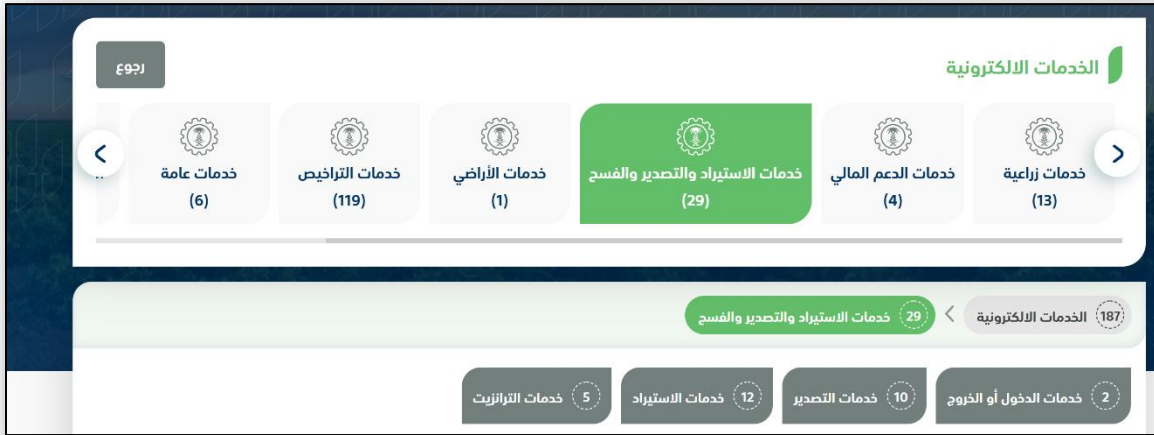 الخدمات الالكترونية
رجوع
خدمات زراعية
(13)
خدمات الدعم المالي
(4)
خدمات الاستيراد والتصدير والفسح
(29)
خدمات الأراضي
(1)
خدمات التراخيص
(119)
خدمات عامة
(6)
187 الخدمات الالكترونية
29 خدمات الاستيراد والتصدير والفسح
2 خدمات الدخول أو الخروج
10 خدمات التصدير
12 خدمات الاستيراد
5 خدمات الترانزيت